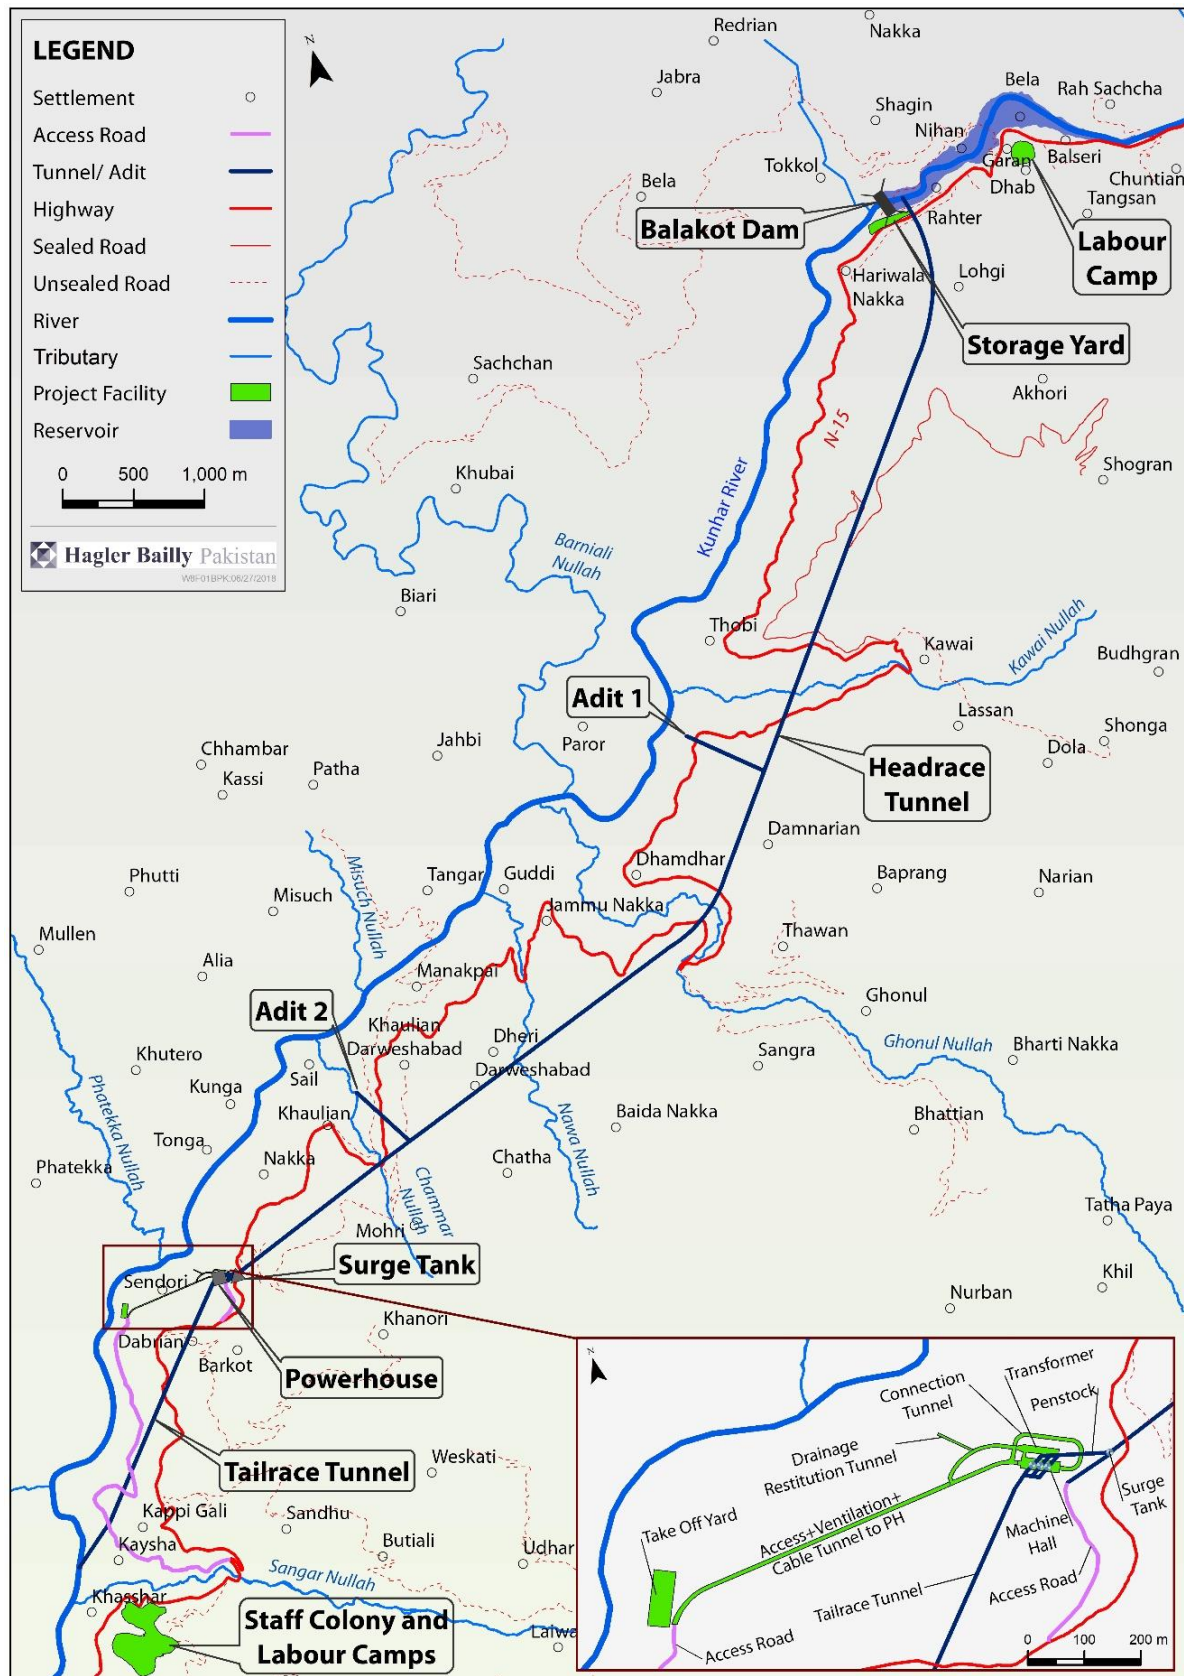 LEGEND
Settlement
Access Road
Tunnel/ Adit
Highway
Sealed Road
Unsealed Road
River
Tributary
Project Facility
Reservoir
0 500 1,000 m
Hagler Bailly Pakistan
W8F01BPK:06/27/2018
N
Redrian
Nakka
Jabra
Bela
Rah Sachcha
Shagin
Nihan
Garan
Balseri
Tokkol
Dhab
Chuntian
Bela
Tangsan
Rahter
Balakot Dam
Labour
Camp
Hariwala
Nakka
Lohgi
Storage Yard
Sachchan
Akhori
N-15
Shogran
Khubai
Kunhar River
Barniali
Nullah
Biari
Thobi
Kawai
Kawai Nullah
Budhgran
Adit 1
Lassan
Paror
Shonga
Chhambar
Jahbi
Dola
Kassi
Patha
Headrace
Tunnel
Damnarian
Misuch Nullah
Phutti
Tangar
Guddi
Dhamdhar
Baprang
Narian
Misuch
Jammu Nakka
Mullen
Thawan
Alia
Manakpai
Adit 2
Ghonul
Khaulian
Darweshabad
Dheri
Ghonul Nullah
Khutero
Sail
Darweshabad
Sangra
Bharti Nakka
Phatekka Nullah
Kunga
Khaulian
Baida Nakka
Bhattian
Tonga
Nakka
Chatha
Nawa Nullah
Phatekka
Chammar
Nullah
Mohri
Tatha Paya
Surge Tank
Sendori
Khil
Nurban
Dabrian
Khanori
Barkot
Powerhouse
Tailrace Tunnel
Weskati
Kappi Gali
Sandhu
Butiali
Kaysha
Udhar
Sangar Nullah
Khasshar
Staff Colony and
Labour Camps
Laiwa
N
Transformer
Connection
Tunnel
Penstock
Drainage
Restitution Tunnel
Surge
Tank
Take Off Yard
Access+Ventilation+
Cable Tunnel to PH
Machine
Hall
Tailrace Tunnel
Access Road
Access Road
0 100 200 m